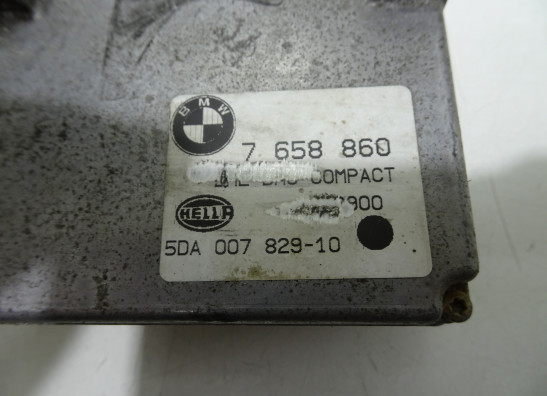 BMW
7 658 860
COMPACT
HELLA
900
5DA 007 829-10